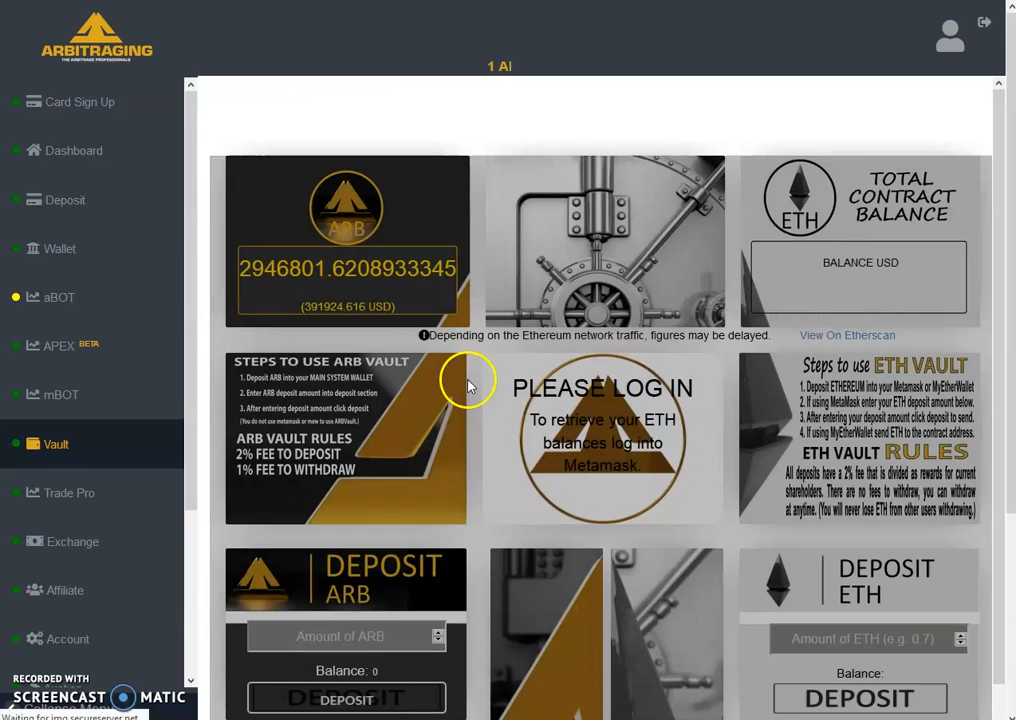 ARBITRAGING
THE ARBITRADE PROFESSIONALS
1 AI
Card Sign Up
Dashboard
Deposit
Wallet
aBOT
APEX BETA
mBOT
Vault
Trade Pro
Exchange
Affiliate
Account
Collapse Menu
RECORDED WITH
SCREENCAST MATIC
Waiting for img.secureserver.net...
ARB
2946801.6208933345
(391924.616 USD)
ETH
TOTAL
CONTRACT
BALANCE
BALANCE USD
Depending on the Ethereum network traffic, figures may be delayed.
View On Etherscan
STEPS TO USE ARB VAULT
1. Deposit ARB into your MAIN SYSTEM WALLET
2. Enter ARB deposit amount into deposit section
3. After entering deposit amount click deposit
(You do not use metamask or mew to use ARBVault).
ARB VAULT RULES
2% FEE TO DEPOSIT
1% FEE TO WITHDRAW
PLEASE LOG IN
To retrieve your ETH
balances log into
Metamask.
Steps to use ETH VAULT
1. Deposit ETHEREUM into your Metamask or MyEtherWallet
2. If using MetaMask enter your ETH deposit amount below.
3. After entering your deposit amount click deposit to send.
4. If using MyEtherWallet send ETH to the contract address.
ETH VAULT RULES
All deposits have a 2% fee that is divided as rewards for current
shareholders. There are no fees to withdraw, you can withdraw
at anytime. (You will never lose ETH from other users withdrawing.)
DEPOSIT
ARB
Amount of ARB
Balance: 0
DEPOSIT
DEPOSIT
ETH
Amount of ETH (e.g. 0.7)
Balance:
DEPOSIT